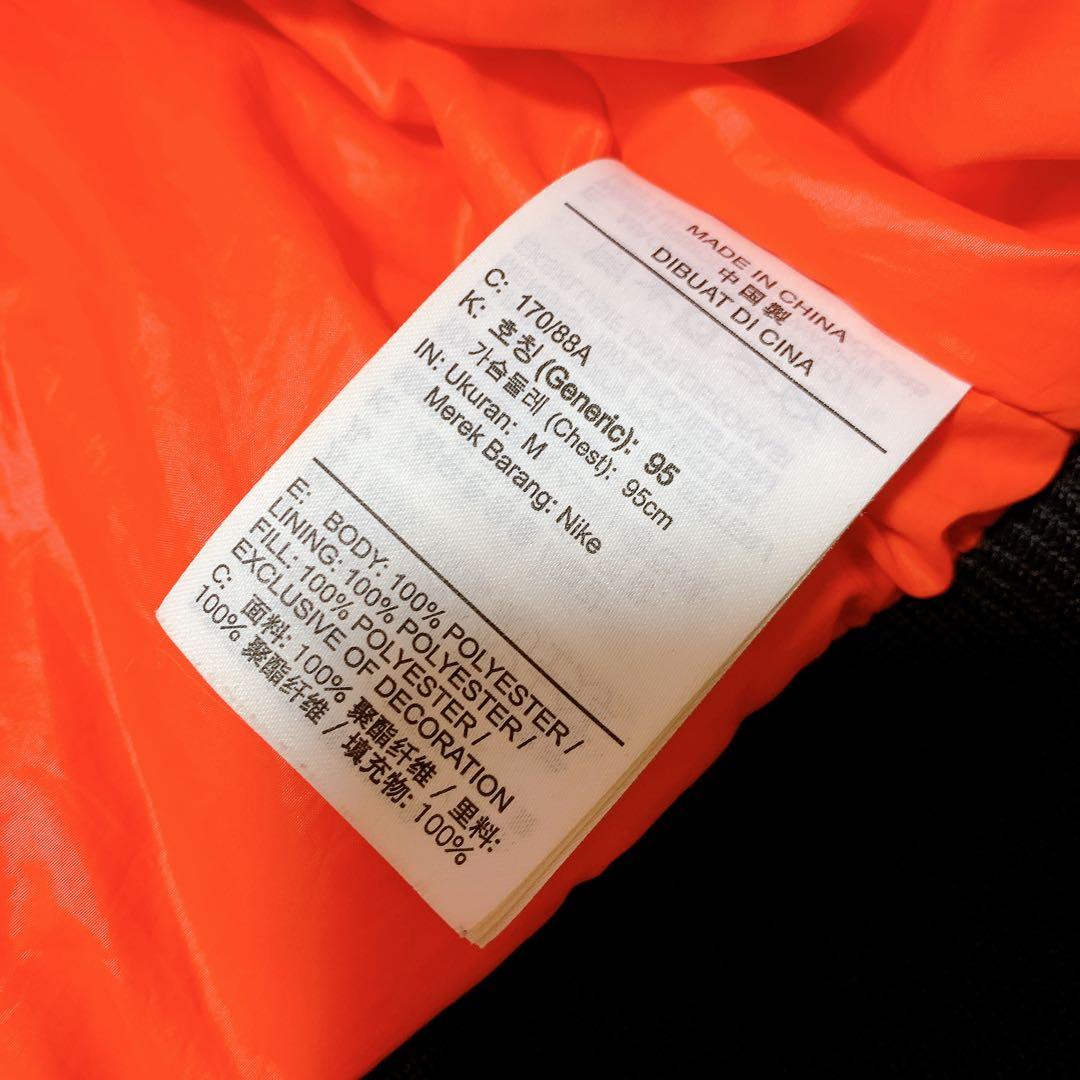 MADE IN CHINA
中国製
DIBUAT DI CINA
C: 170/88A
K: 호칭 (Generic): 95
가슴둘레 (Chest): 95cm
IN: Ukuran: M
Merek Barang: Nike
E: BODY: 100% POLYESTER /
LINING: 100% POLYESTER /
FILL: 100% POLYESTER /
EXCLUSIVE OF DECORATION
C: 面料: 100% 聚酯纤维 / 里料:
100% 聚酯纤维 / 填充物: 100%